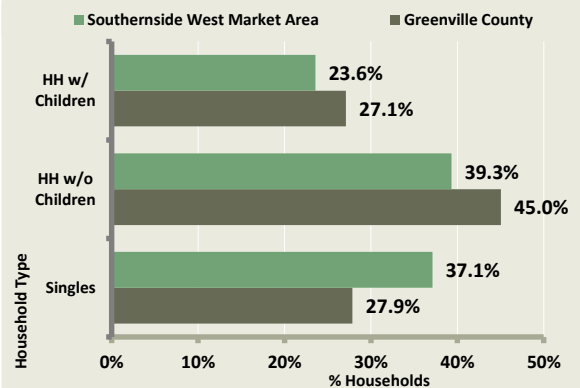 Southernside West Market Area Greenville County
HH w/
Children
23.6%
27.1%
HH w/o
Children
39.3%
45.0%
Singles
37.1%
27.9%
Household Type
0% 10% 20% 30% 40% 50%
% Households